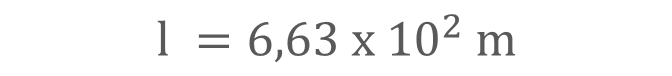 l = 6,63 x 10² m